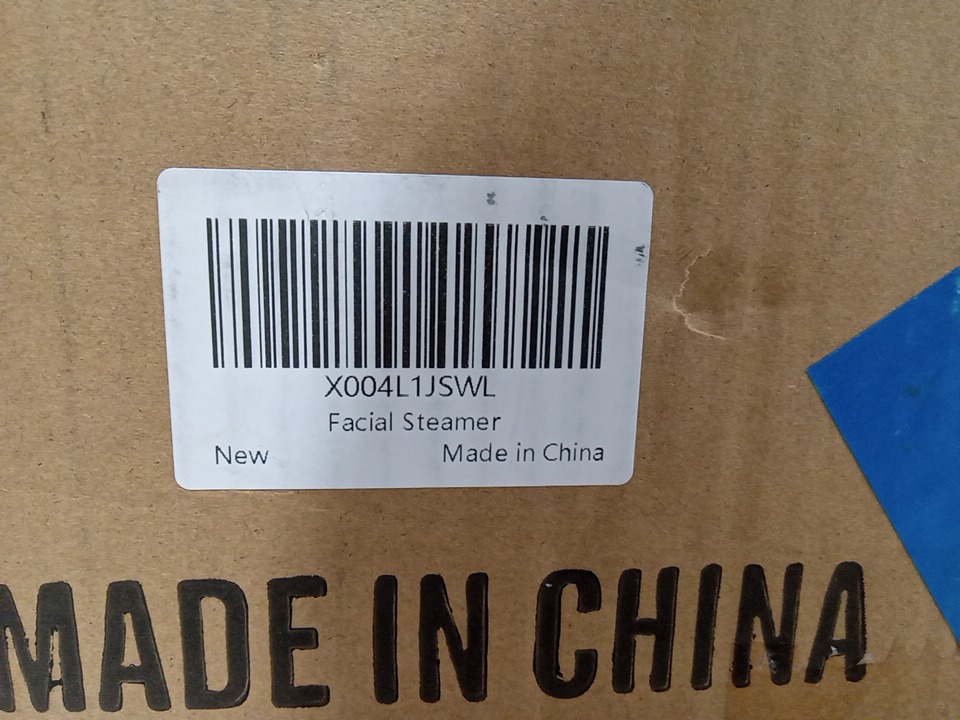 X004L1JSWL
Facial Steamer
New Made in China
MADE IN CHINA